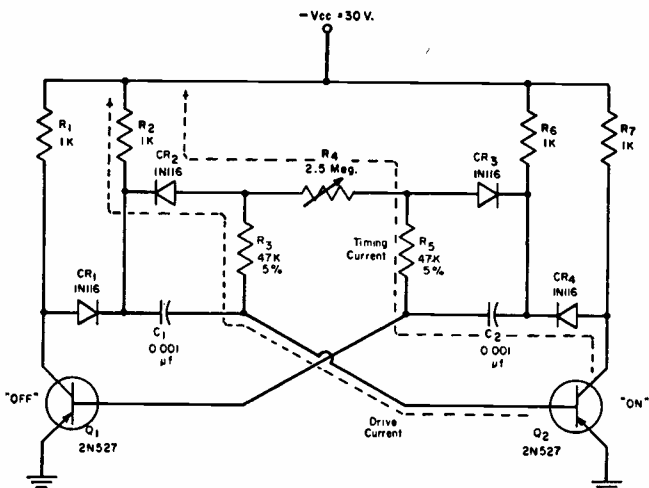 -Vcc = 30 V.
R1
1K
R2
1K
CR2
1N116
R4
2.5 Meg.
CR3
1N116
R6
1K
R7
1K
R3
47K
5%
Timing
Current
R5
47K
5%
CR1
1N116
C1
0.001
μf
C2
0.001
μf
CR4
1N116
"OFF"
Q1
2N527
Drive
Current
Q2
2N527
"ON"